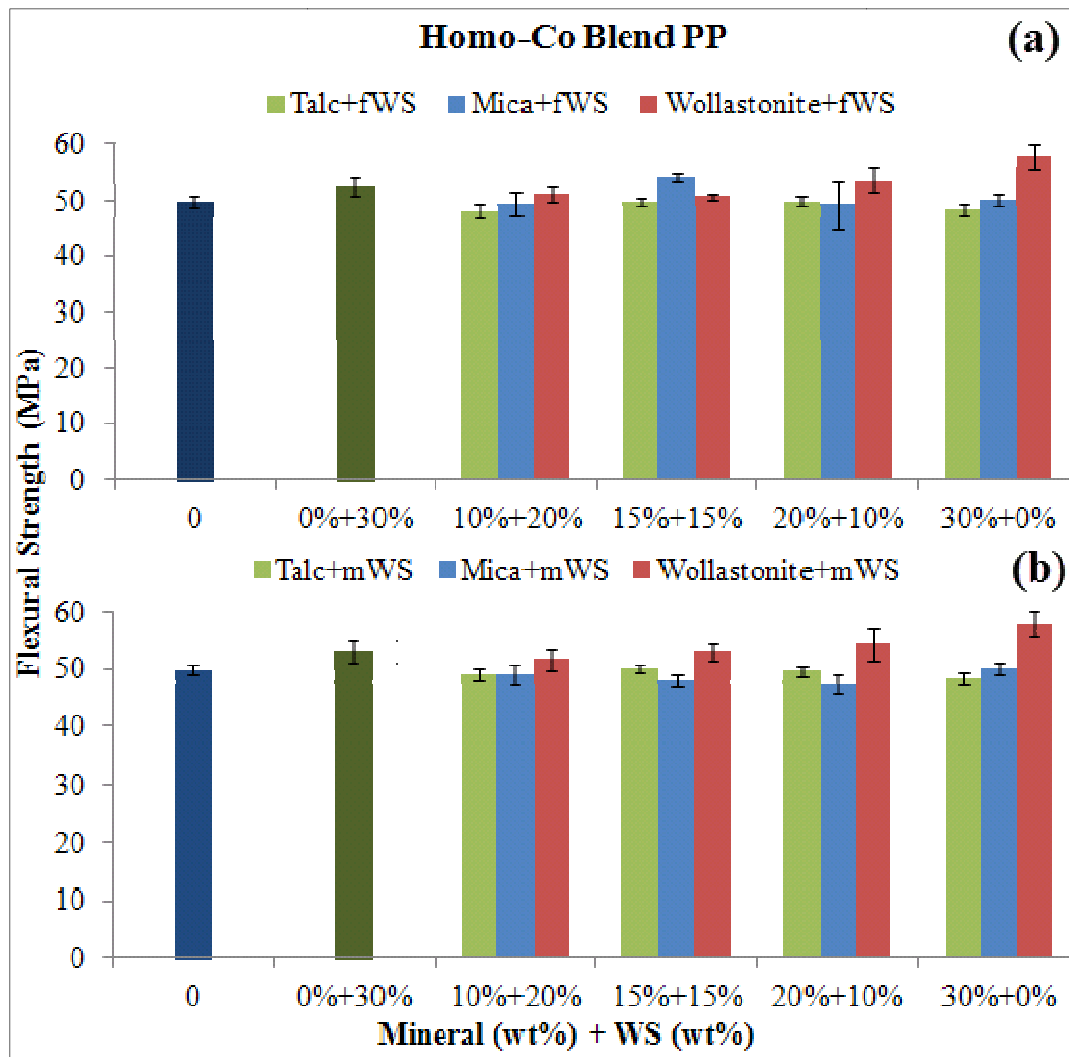 Homo-Co Blend PP
(a)
Talc+fWS Mica+fWS Wollastonite+fWS
60
50
40
30
20
10
0
0 0%+30% 10%+20% 15%+15% 20%+10% 30%+0%
Flexural Strength (MPa)
(b)
Talc+mWS Mica+mWS Wollastonite+mWS
60
50
40
30
20
10
0
0 0%+30% 10%+20% 15%+15% 20%+10% 30%+0%
Mineral (wt%) + WS (wt%)